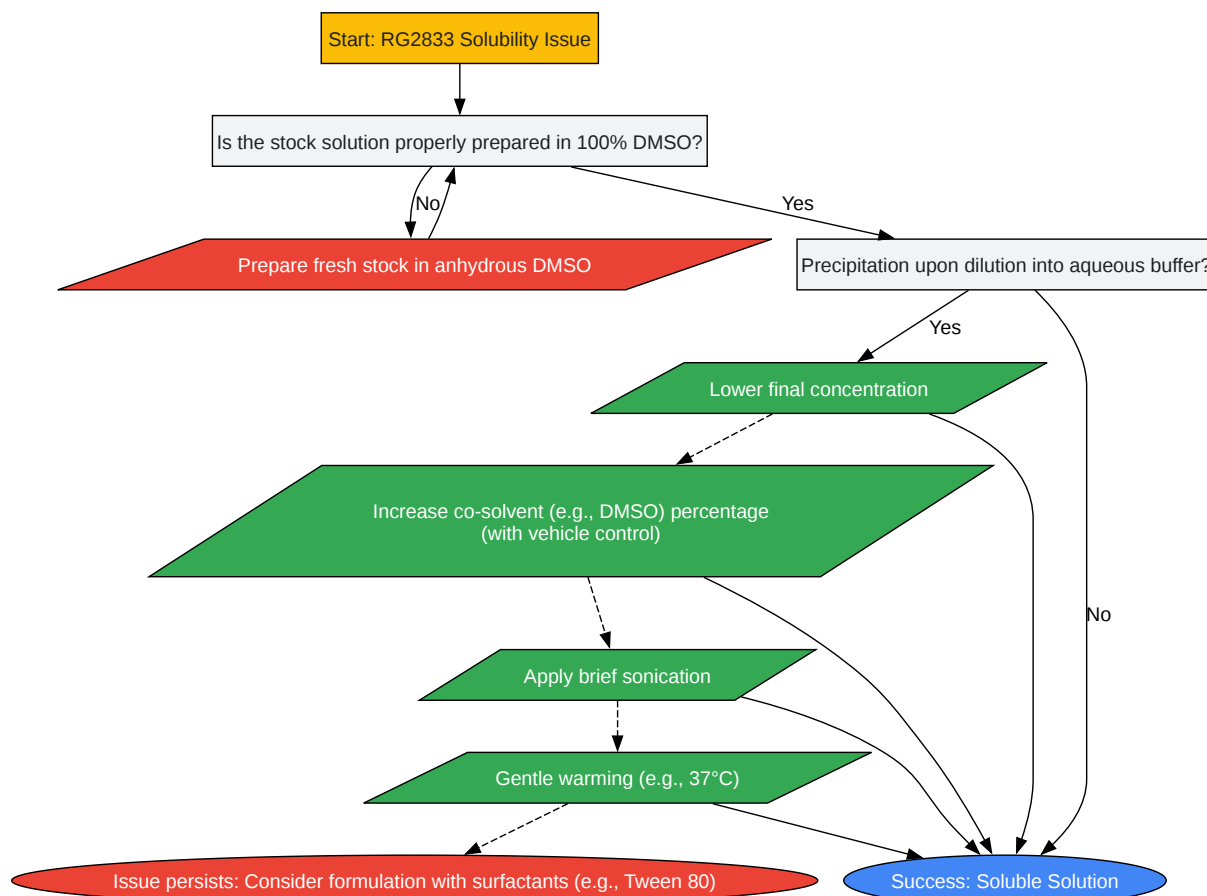 Start: RG2833 Solubility Issue
Is the stock solution properly prepared in 100% DMSO?
No
Yes
Prepare fresh stock in anhydrous DMSO
Precipitation upon dilution into aqueous buffer?
Yes
Lower final concentration
Increase co-solvent (e.g., DMSO) percentage
(with vehicle control)
No
Apply brief sonication
Gentle warming (e.g., 37°C)
Issue persists: Consider formulation with surfactants (e.g., Tween 80)
Success: Soluble Solution